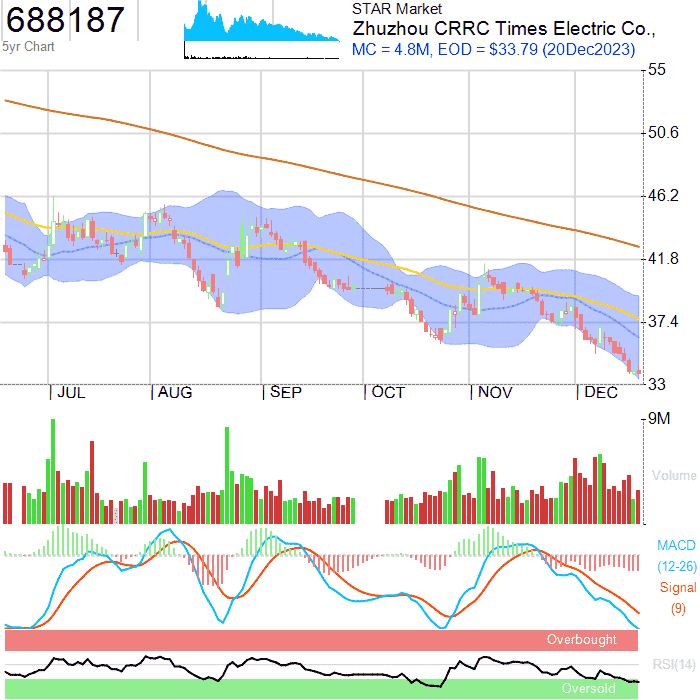 688187
5yr Chart
STAR Market
Zhuzhou CRRC Times Electric Co.,
MC = 4.8M, EOD = $33.79 (20Dec2023)
55
50.6
46.2
41.8
37.4
33
JUL AUG SEP OCT NOV DEC
9M
Volume
MACD
(12-26)
Signal
(9)
Overbought
RSI(14)
Oversold